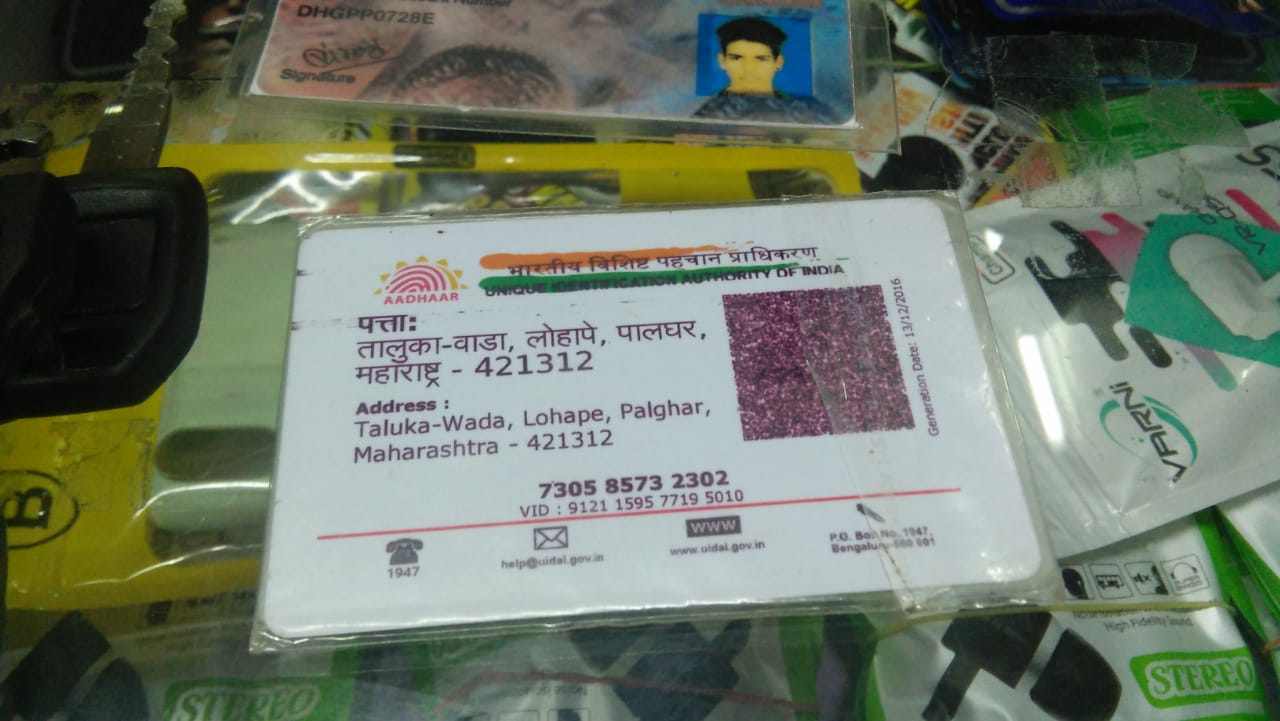 DHGPP0728E
Signature
AADHAAR
भारतीय विशिष्ट पहचान प्राधिकरण
UNIQUE IDENTIFICATION AUTHORITY OF INDIA
पत्ता:
तालुका-वाडा, लोहापे, पालघर,
महाराष्ट्र - 421312
Address :
Taluka-Wada, Lohape, Palghar,
Maharashtra - 421312
Generation Date: 13/12/2016
7305 8573 2302
VID : 9121 1595 7719 5010
1947
help@uidai.gov.in
www
www.uidai.gov.in
P.O. Box No. 1947,
Bengaluru
VARNI
B
High Fidelity Sound
STEREO
STEREO